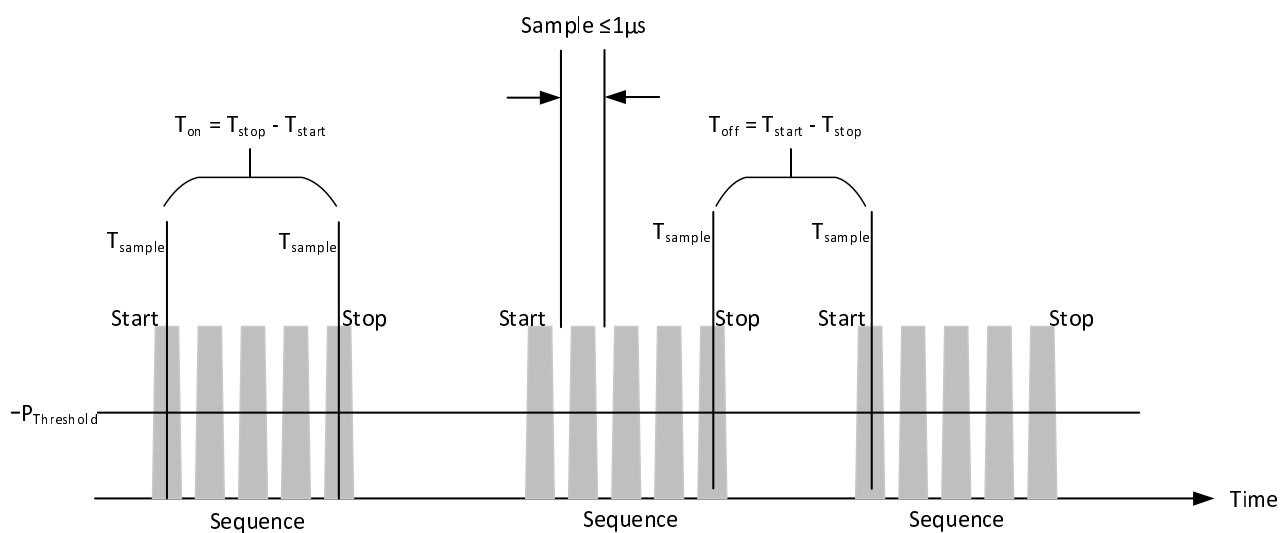 Sample ≤1µs
Ton = Tstop - Tstart
Toff = Tstart - Tstop
Tsample
Tsample
Tsample
Tsample
Start
Stop
Start
Stop
Start
Stop
–PThreshold
Time
Sequence
Sequence
Sequence